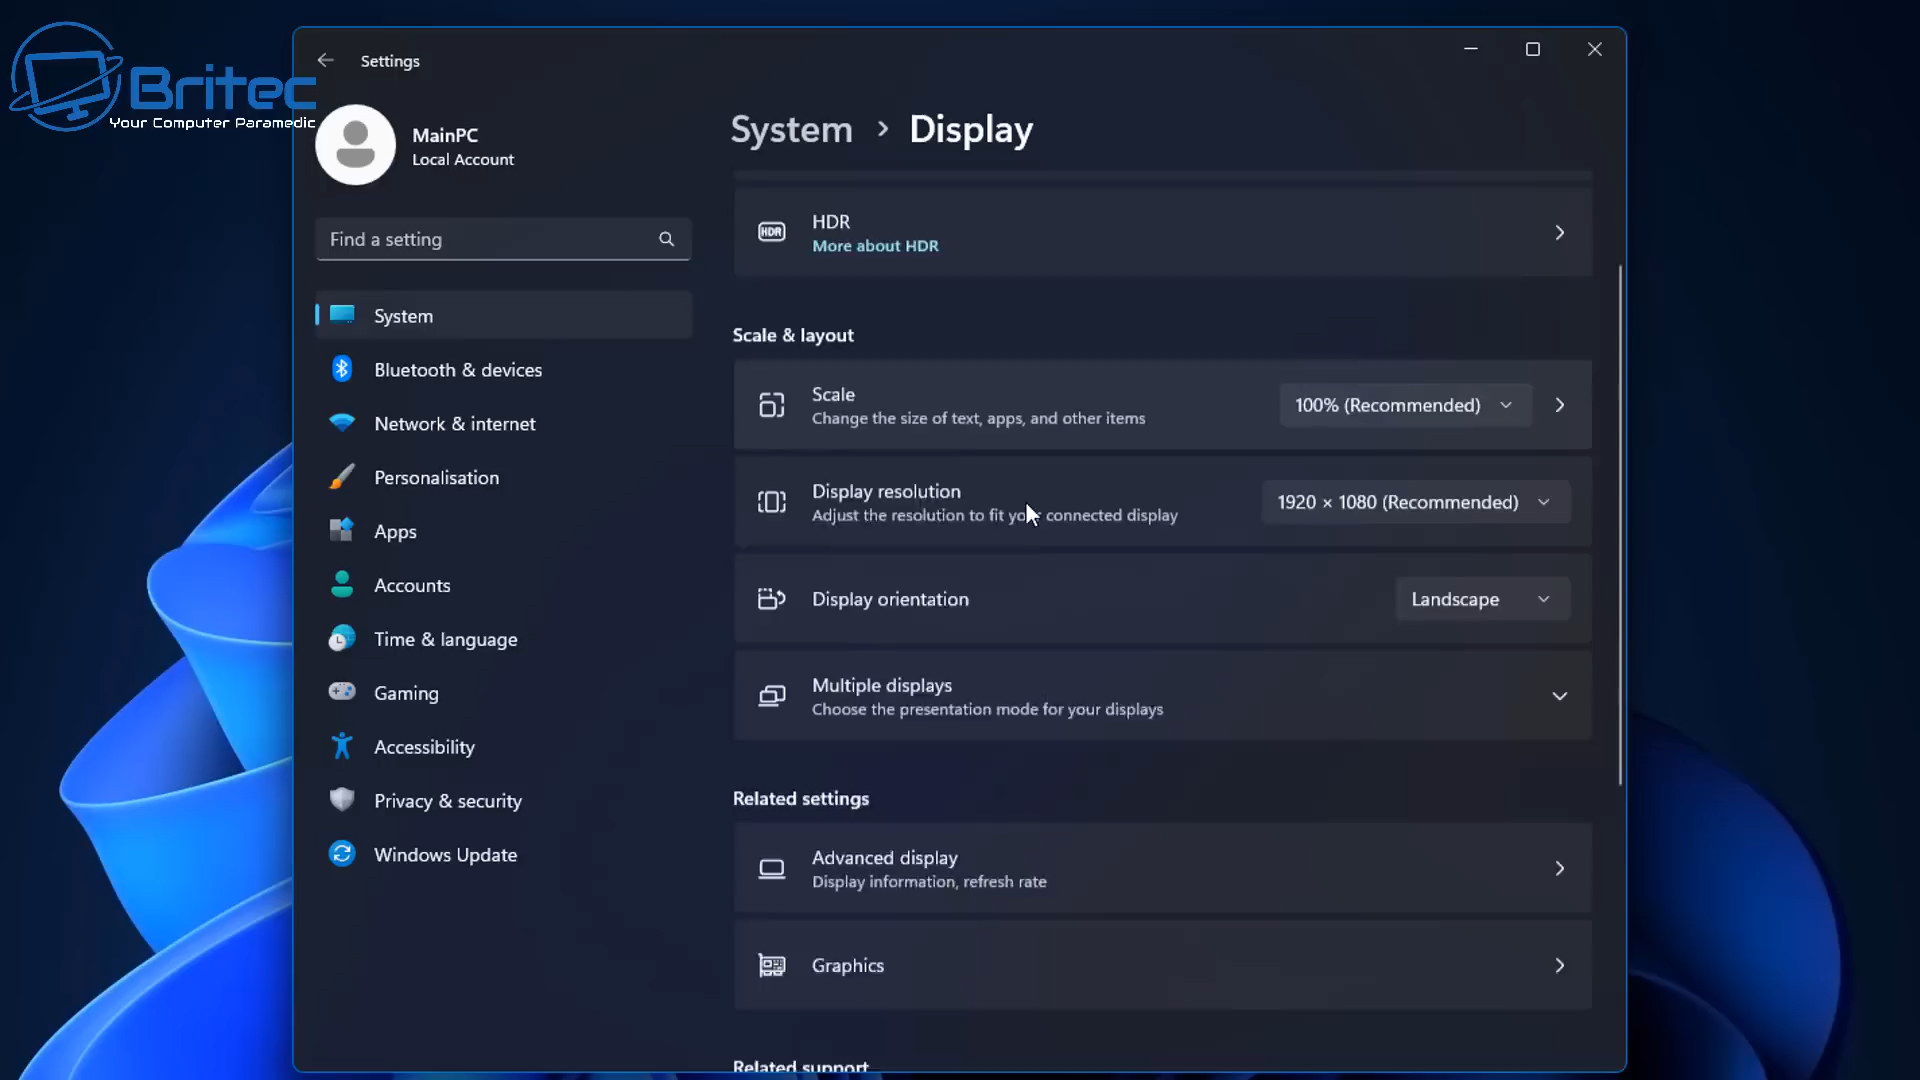 Britec
Your Computer Paramedic
Settings
MainPC
Local Account
Find a setting
System
Bluetooth & devices
Network & internet
Personalisation
Apps
Accounts
Time & language
Gaming
Accessibility
Privacy & security
Windows Update
System > Display
HDR
HDR
More about HDR
Scale & layout
Scale
Change the size of text, apps, and other items
100% (Recommended)
Display resolution
Adjust the resolution to fit your connected display
1920 × 1080 (Recommended)
Display orientation
Landscape
Multiple displays
Choose the presentation mode for your displays
Related settings
Advanced display
Display information, refresh rate
Graphics
Related support